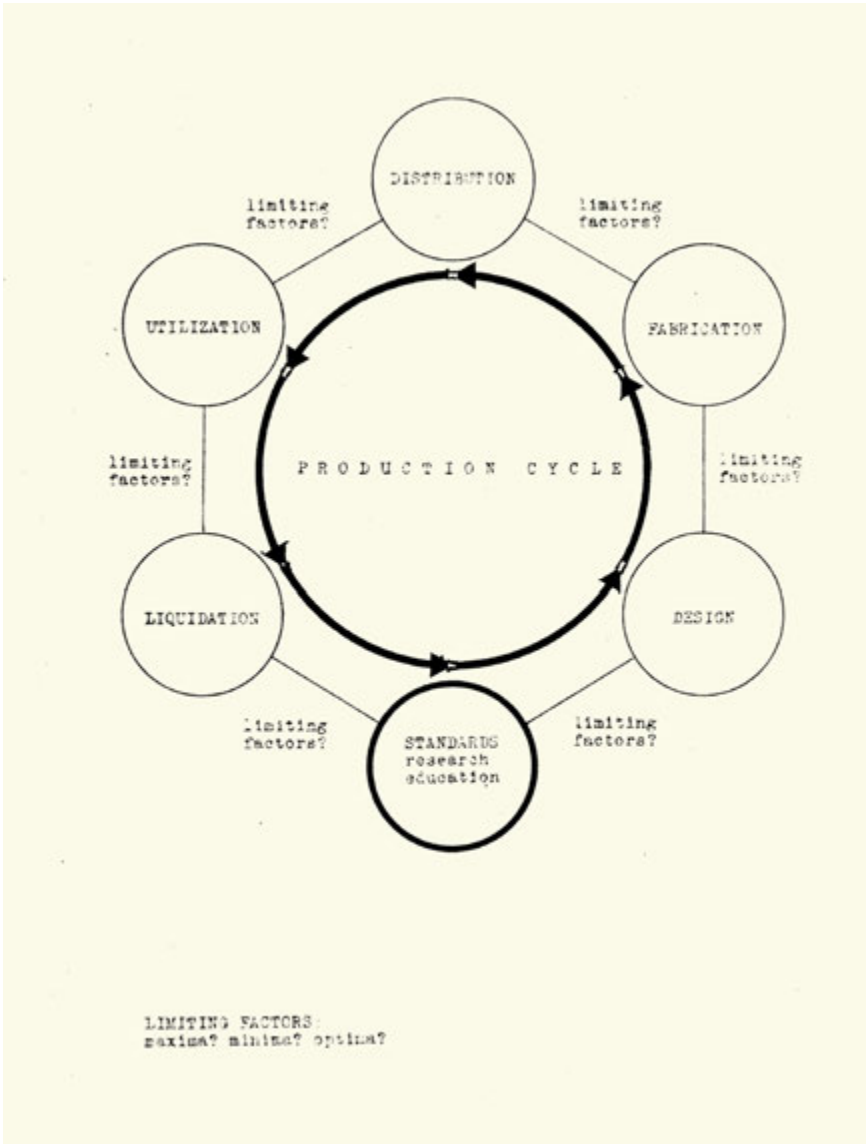 DISTRIBUTION
limiting
factors?
limiting
factors?
UTILIZATION
FABRICATION
PRODUCTION CYCLE
limiting
factors?
limiting
factors?
LIQUIDATION
DESIGN
limiting
factors?
limiting
factors?
STANDARDS
research
education
LIMITING FACTORS:
maxima? minima? optima?